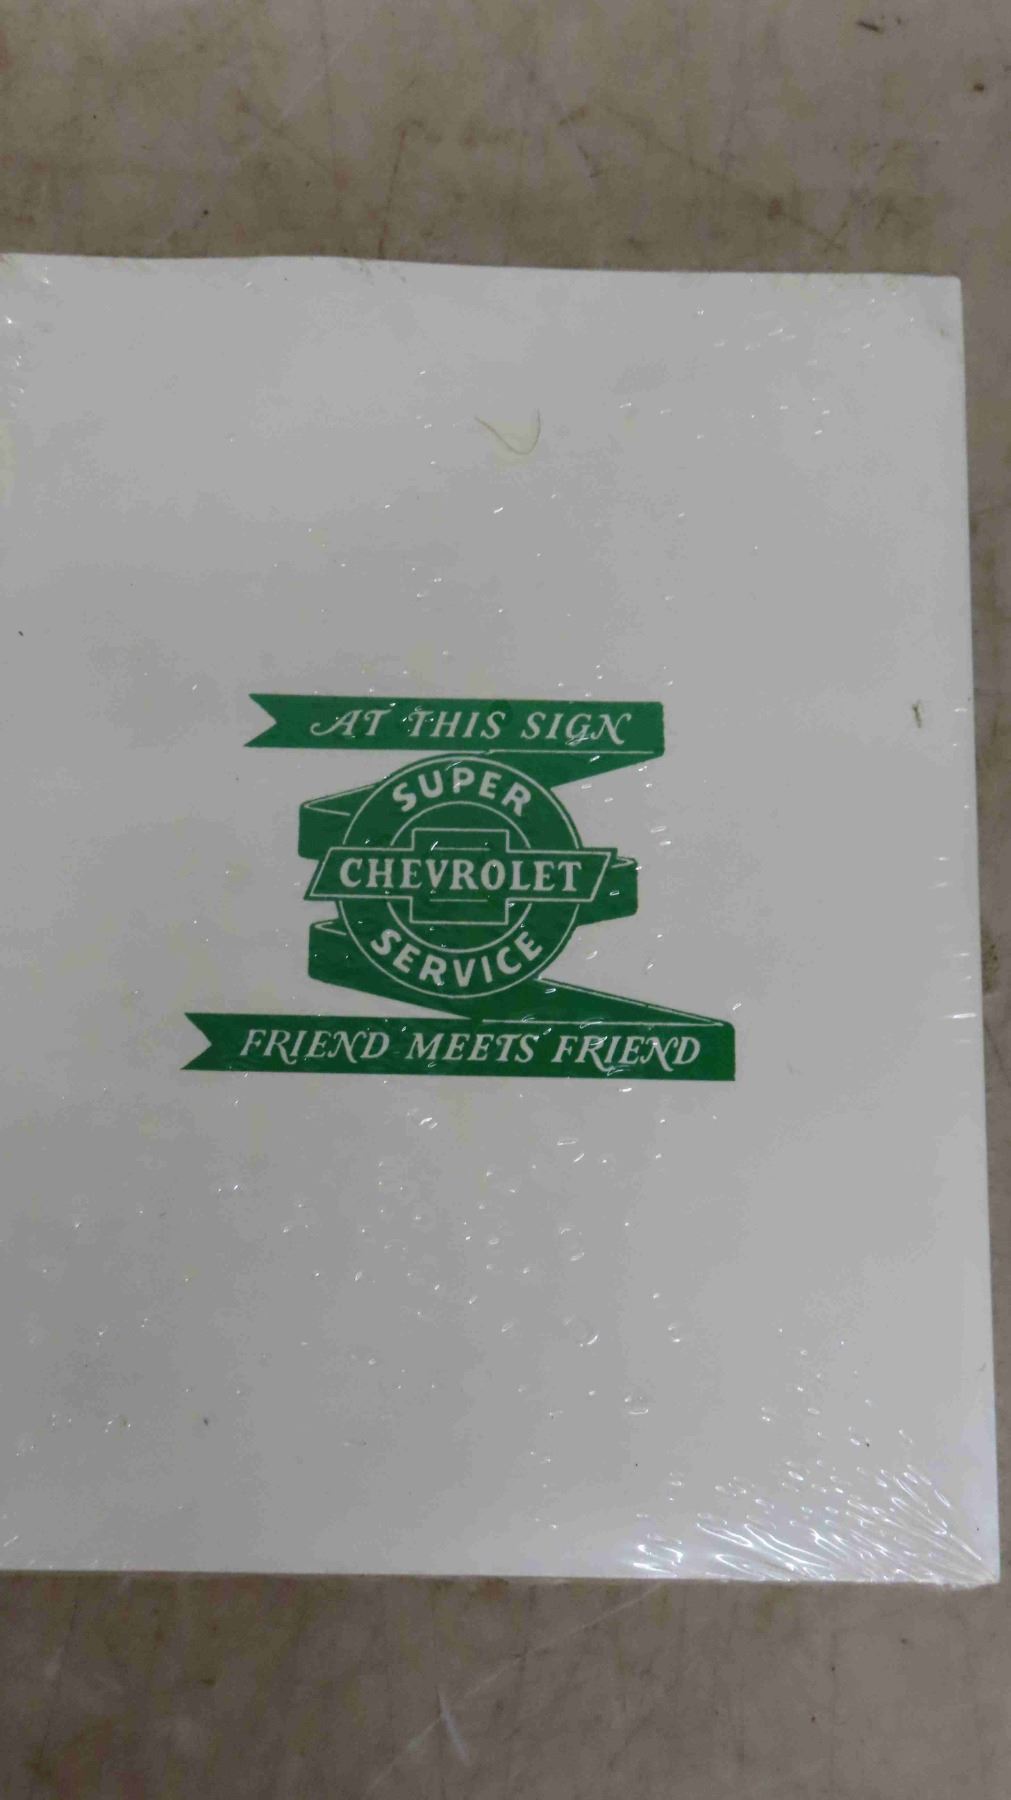 AT THIS SIGN
SUPER
CHEVROLET
SERVICE
FRIEND MEETS FRIEND